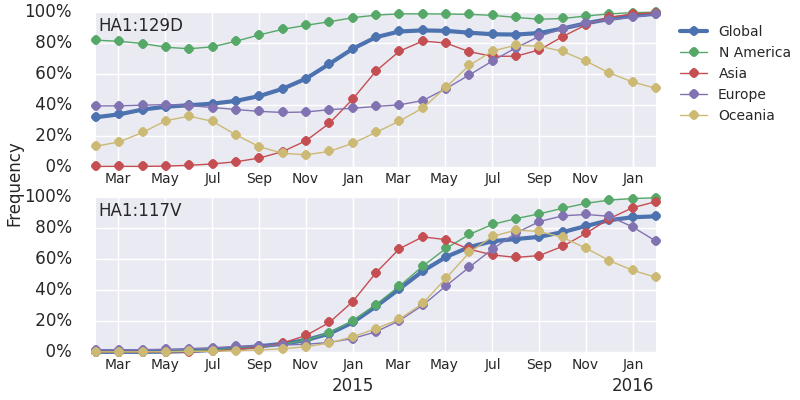 HA1:129D
100%
80%
60%
40%
20%
0%
Mar May Jul Sep Nov Jan Mar May Jul Sep Nov Jan
Global
N America
Asia
Europe
Oceania
Frequency
HA1:117V
100%
80%
60%
40%
20%
0%
Mar May Jul Sep Nov Jan Mar May Jul Sep Nov Jan
2015 2016